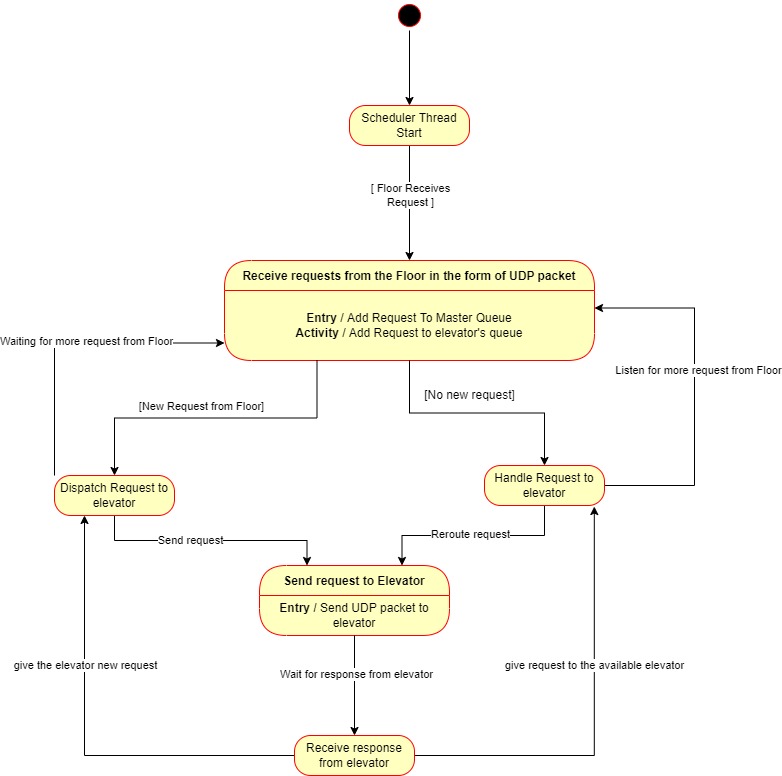 Scheduler Thread
Start
[ Floor Receives
Request ]
Receive requests from the Floor in the form of UDP packet
Entry / Add Request To Master Queue
Activity / Add Request to elevator's queue
Waiting for more request from Floor
Listen for more request from Floor
[New Request from Floor]
[No new request]
Dispatch Request to
elevator
Handle Request to
elevator
Send request
Reroute request
Send request to Elevator
Entry / Send UDP packet to
elevator
give the elevator new request
Wait for response from elevator
give request to the available elevator
Receive response
from elevator